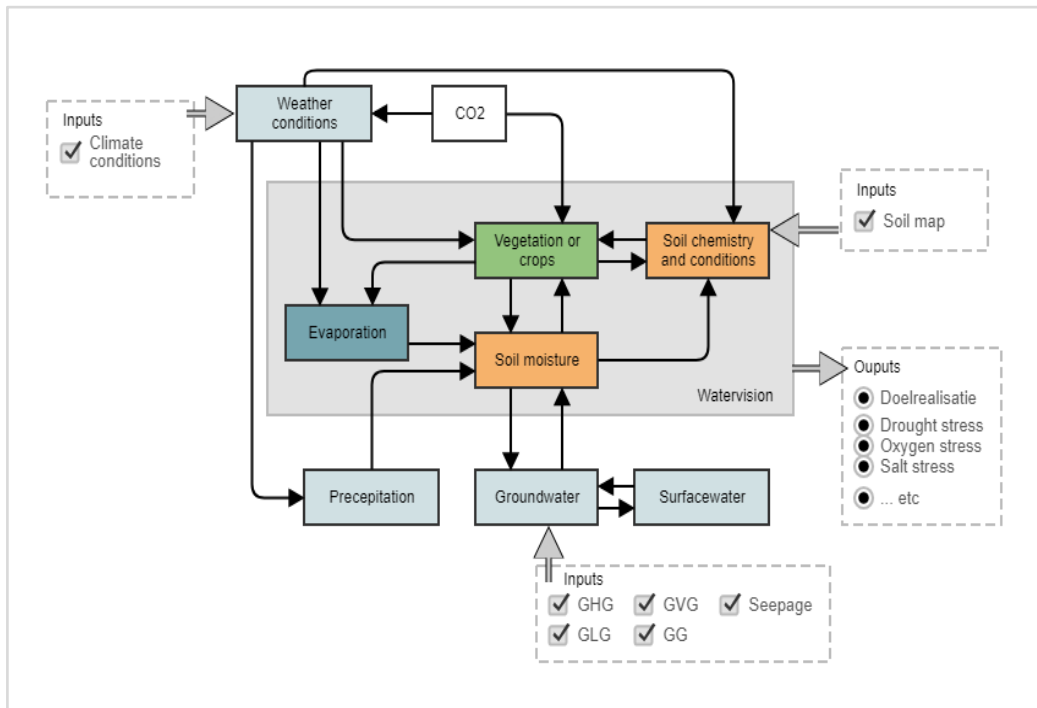 Weather
conditions
CO2
Inputs
Climate
conditions
Inputs
Soil map
Vegetation or
crops
Soil chemistry
and conditions
Evaporation
Soil moisture
Watervision
Ouputs
Doelrealisatie
Drought stress
Oxygen stress
Salt stress
... etc
Precepitation
Groundwater
Surfacewater
Inputs
GHG GVG Seepage
GLG GG